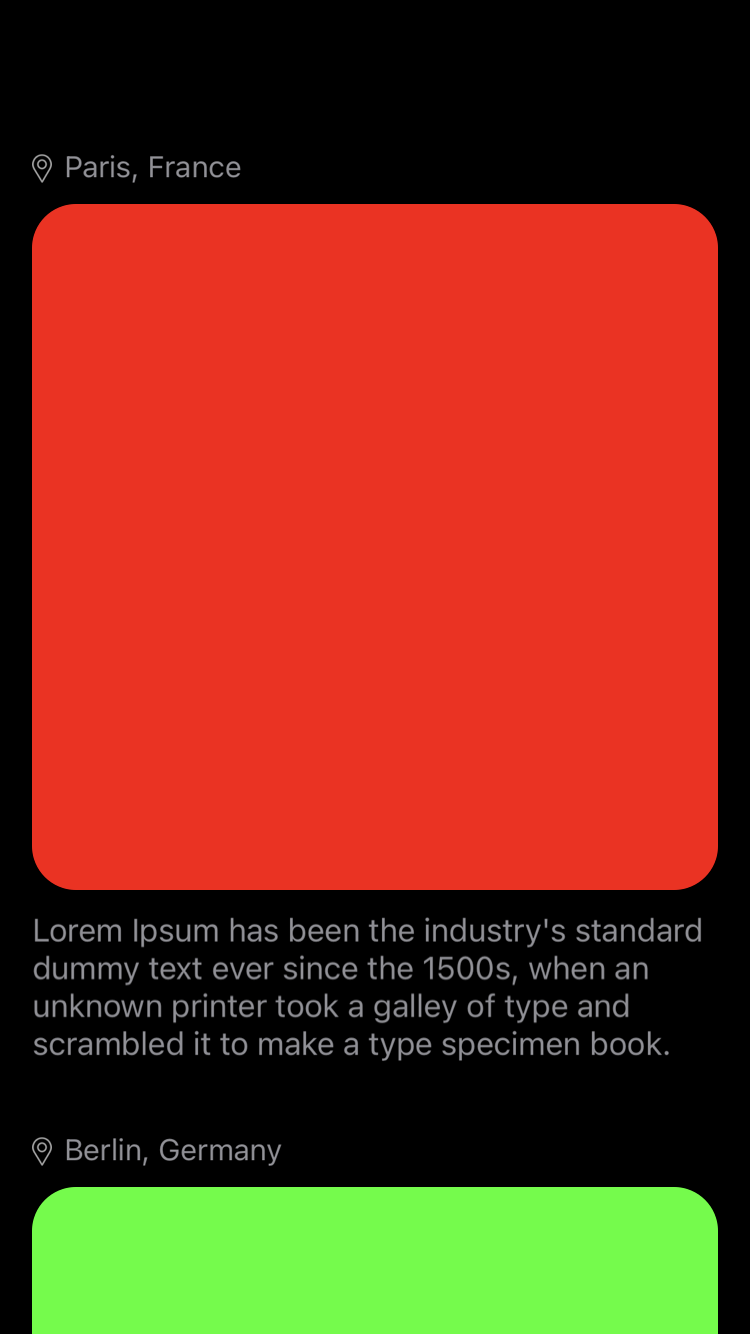 Paris, France
Lorem Ipsum has been the industry's standard
dummy text ever since the 1500s, when an
unknown printer took a galley of type and
scrambled it to make a type specimen book.
Berlin, Germany